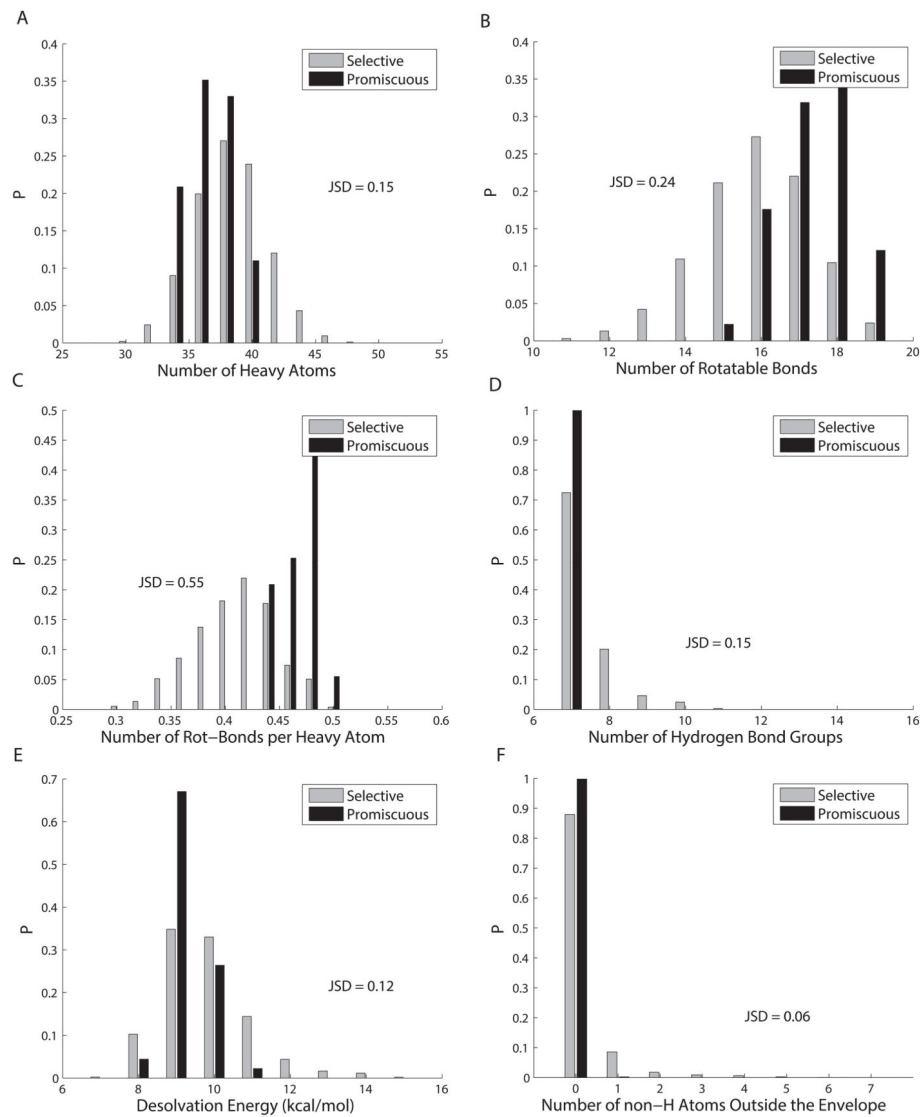 A
0.4
0.35
0.3
0.25
0.2
0.15
0.1
0.05
0
P
Selective
Promiscuous
JSD = 0.15
25 30 35 40 45 50 55
Number of Heavy Atoms
B
0.4
0.35
0.3
0.25
0.2
0.15
0.1
0.05
0
P
Selective
Promiscuous
JSD = 0.24
10 12 14 16 18 20
Number of Rotatable Bonds
C
0.5
0.45
0.4
0.35
0.3
0.25
0.2
0.15
0.1
0.05
0
P
Selective
Promiscuous
JSD = 0.55
0.25 0.3 0.35 0.4 0.45 0.5 0.55 0.6
Number of Rot−Bonds per Heavy Atom
D
1
0.9
0.8
0.7
0.6
0.5
0.4
0.3
0.2
0.1
0
P
Selective
Promiscuous
JSD = 0.15
6 8 10 12 14 16
Number of Hydrogen Bond Groups
E
0.7
0.6
0.5
0.4
0.3
0.2
0.1
0
P
Selective
Promiscuous
JSD = 0.12
6 8 10 12 14 16
Desolvation Energy (kcal/mol)
F
1
0.9
0.8
0.7
0.6
0.5
0.4
0.3
0.2
0.1
0
P
Selective
Promiscuous
JSD = 0.06
0 1 2 3 4 5 6 7
Number of non−H Atoms Outside the Envelope